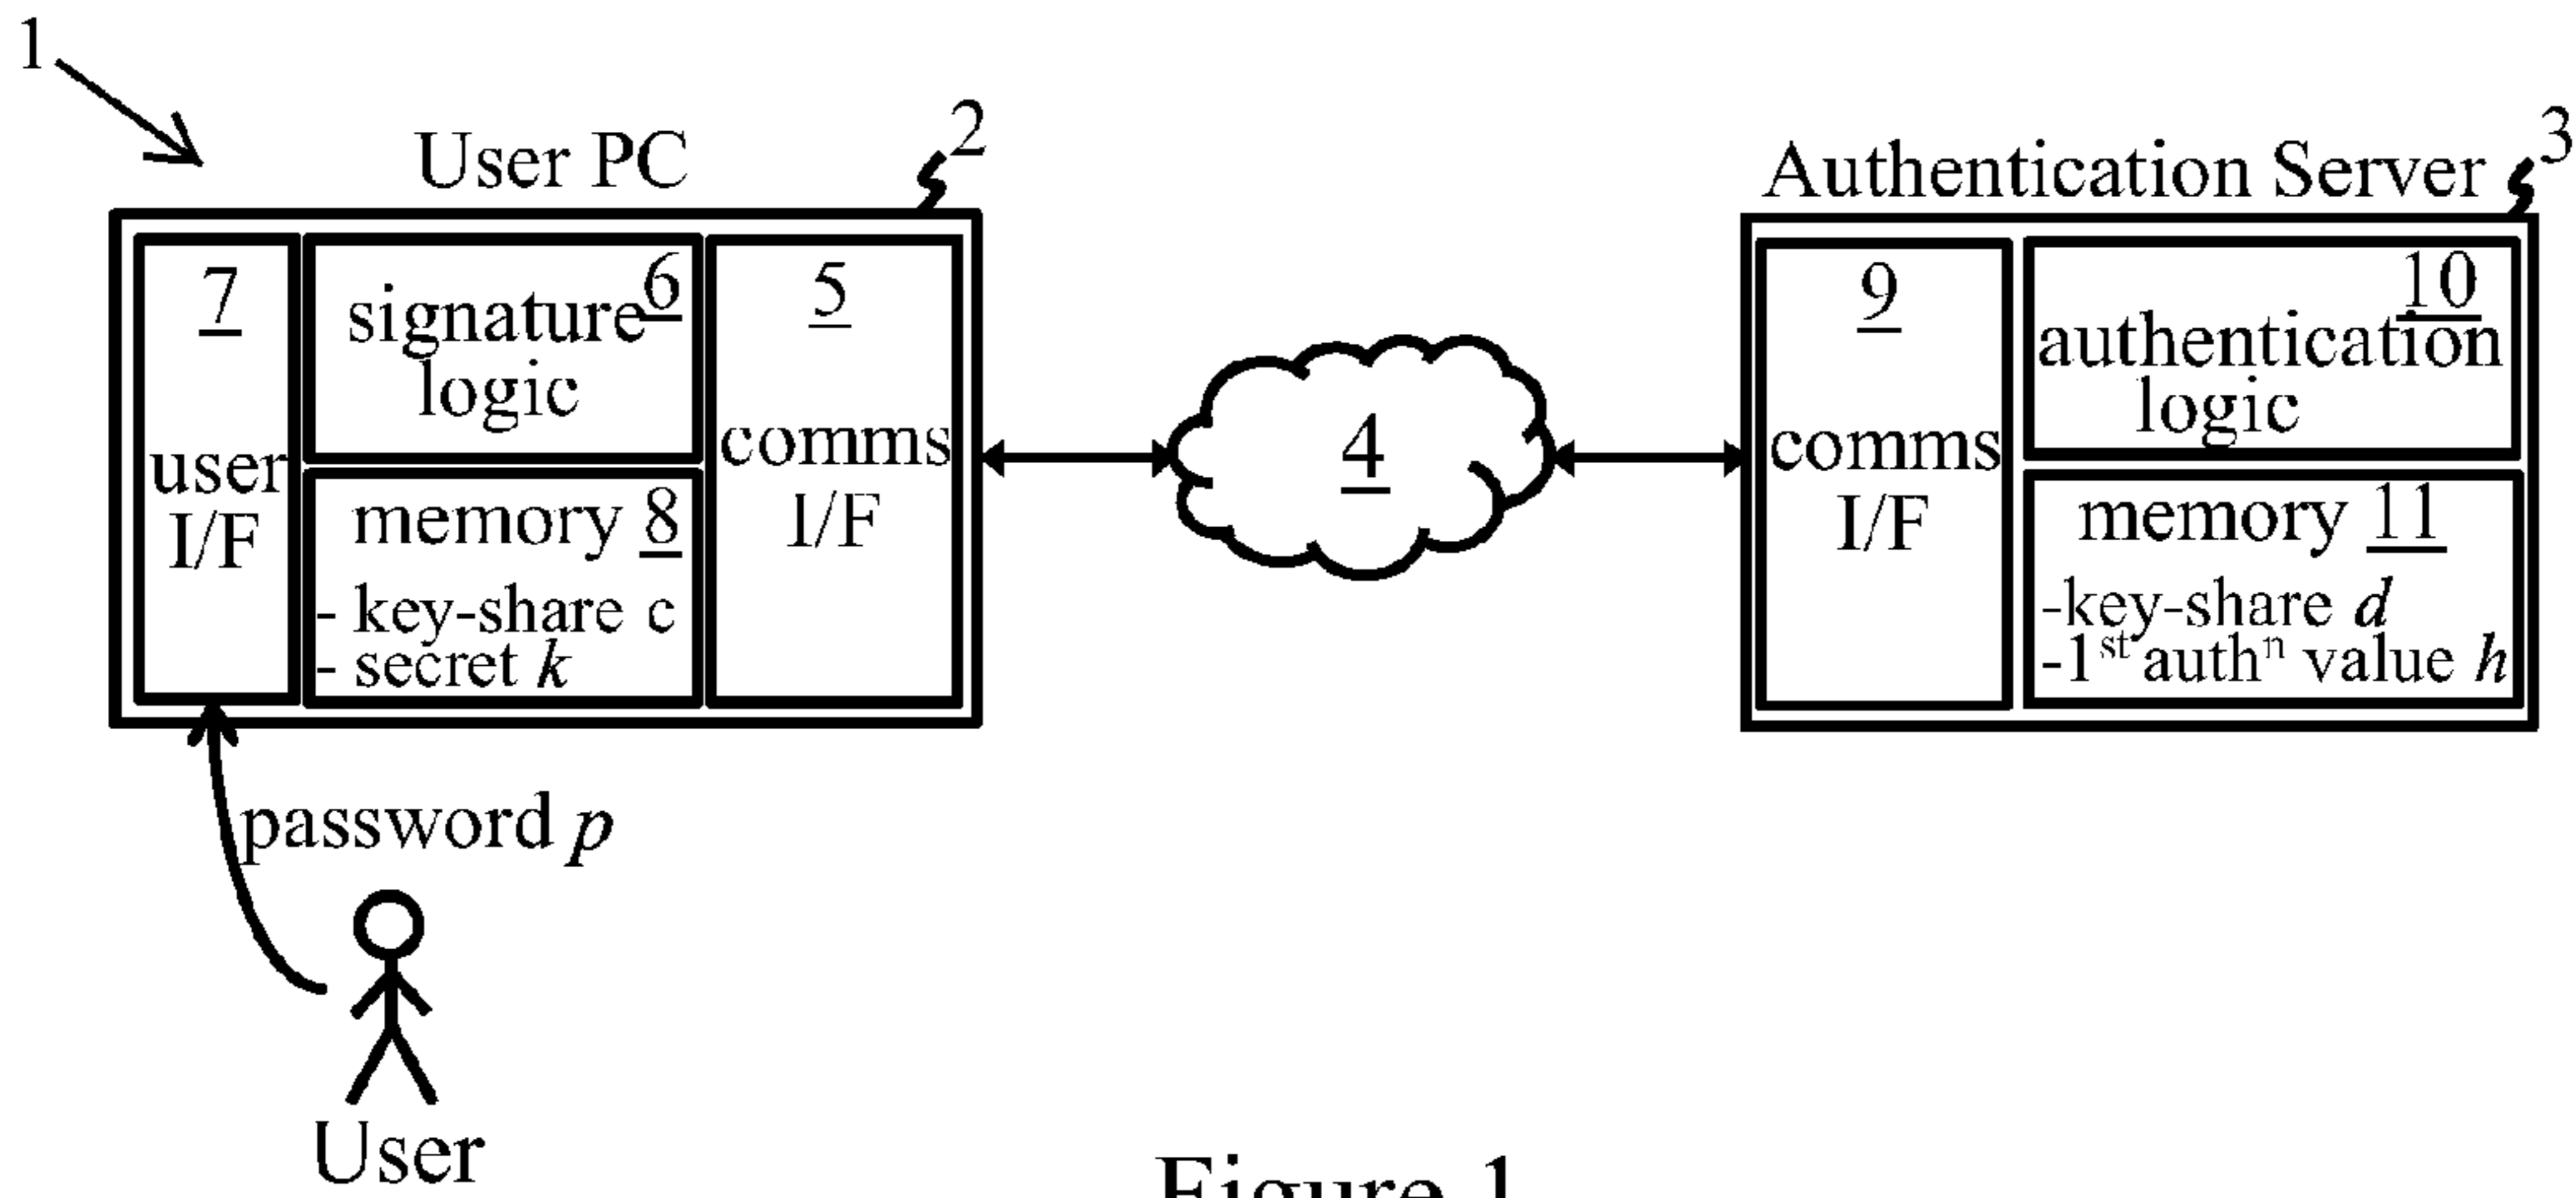 1
User PC
2
7
user
I/F
signature 6
logic
memory 8
- key-share c
- secret k
5
comms
I/F
4
Authentication Server
3
9
comms
I/F
10
authentication
logic
memory 11
-key-share d
-1st authn value h
password p
User
Figure 1